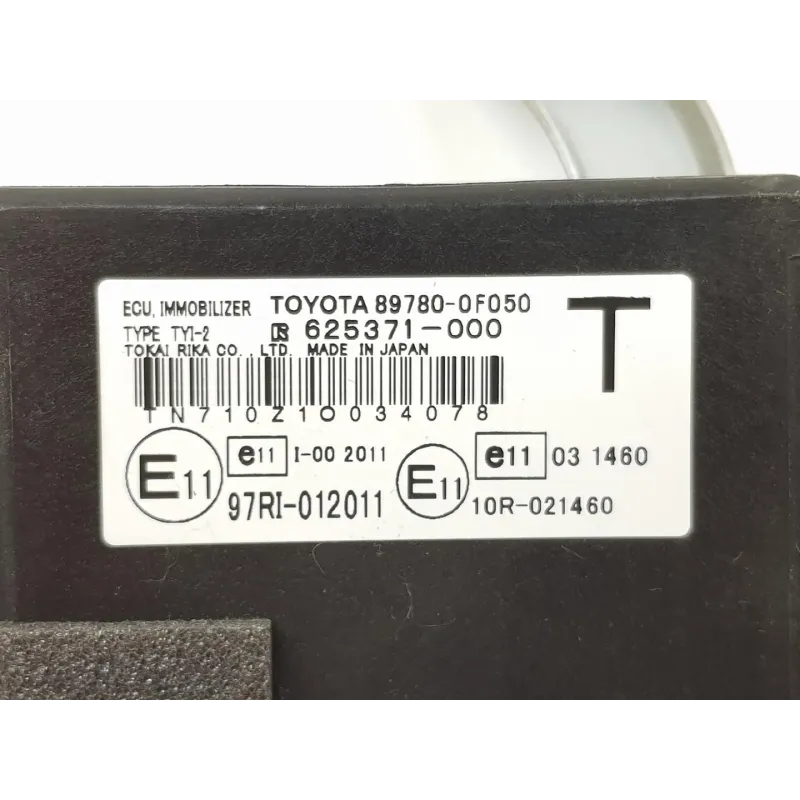 ECU, IMMOBILIZER TOYOTA 89780-0F050
TYPE TYI-2 625371-000
TOKAI RIKA CO., LTD. MADE IN JAPAN
T
TN710Z10034078
E11 e11 I-00 2011
97RI-012011
E11 e11 03 1460
10R-021460